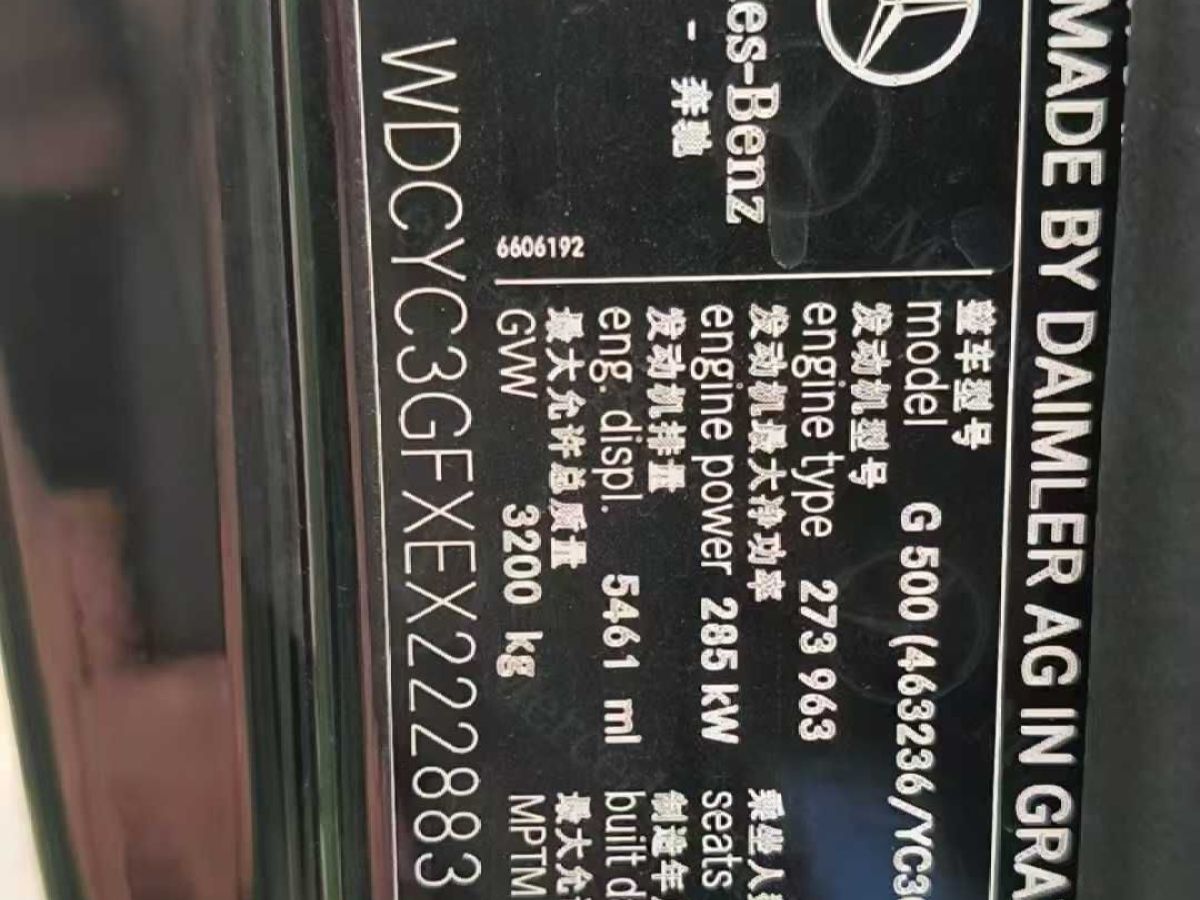 MADE BY DAIMLER AG IN GRA
es-Benz
- 奔驰
6606192
整车型号
model G 500 (463236/YC3
发动机型号
engine type 273 963
发动机最大净功率 乘坐人
engine power 285 kW seats
发动机排量 制造年
eng. displ. 5461 ml built d
最大允许总质量 最大允
GVW 3200 kg MPTM
WDCYC3GFXEX222883